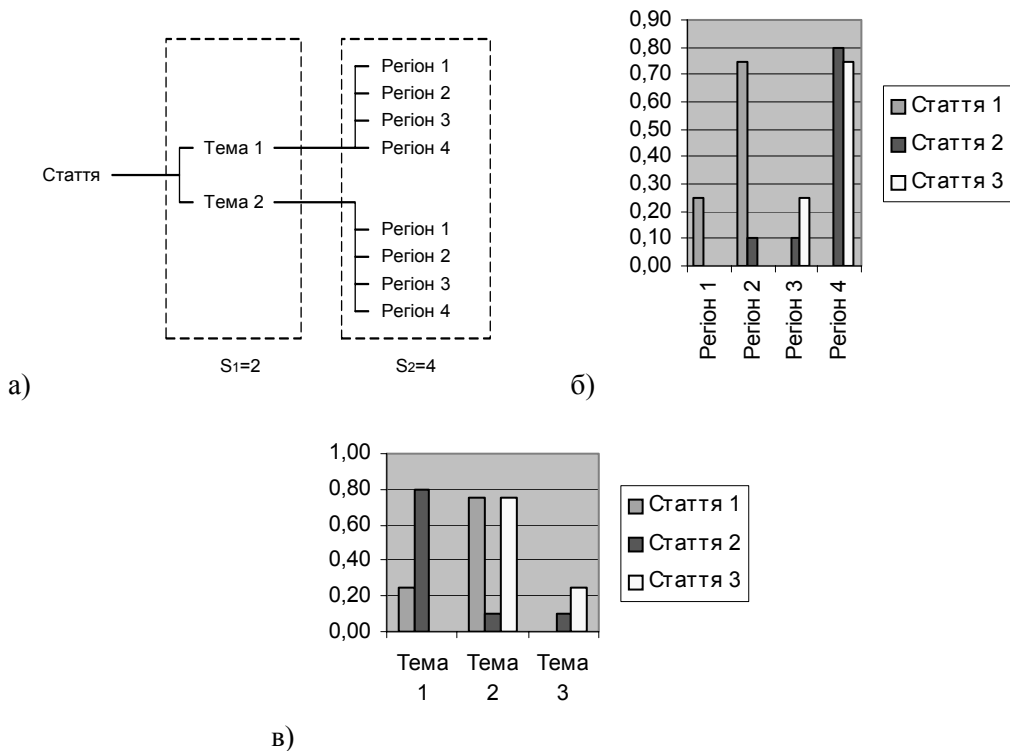 Стаття
Тема 1
Тема 2
Регіон 1
Регіон 2
Регіон 3
Регіон 4
Регіон 1
Регіон 2
Регіон 3
Регіон 4
S1=2
S2=4
а)
0,90
0,80
0,70
0,60
0,50
0,40
0,30
0,20
0,10
0,00
Регіон 1
Регіон 2
Регіон 3
Регіон 4
Стаття 1
Стаття 2
Стаття 3
б)
1,00
0,80
0,60
0,40
0,20
0,00
Тема 1
Тема 2
Тема 3
Стаття 1
Стаття 2
Стаття 3
в)